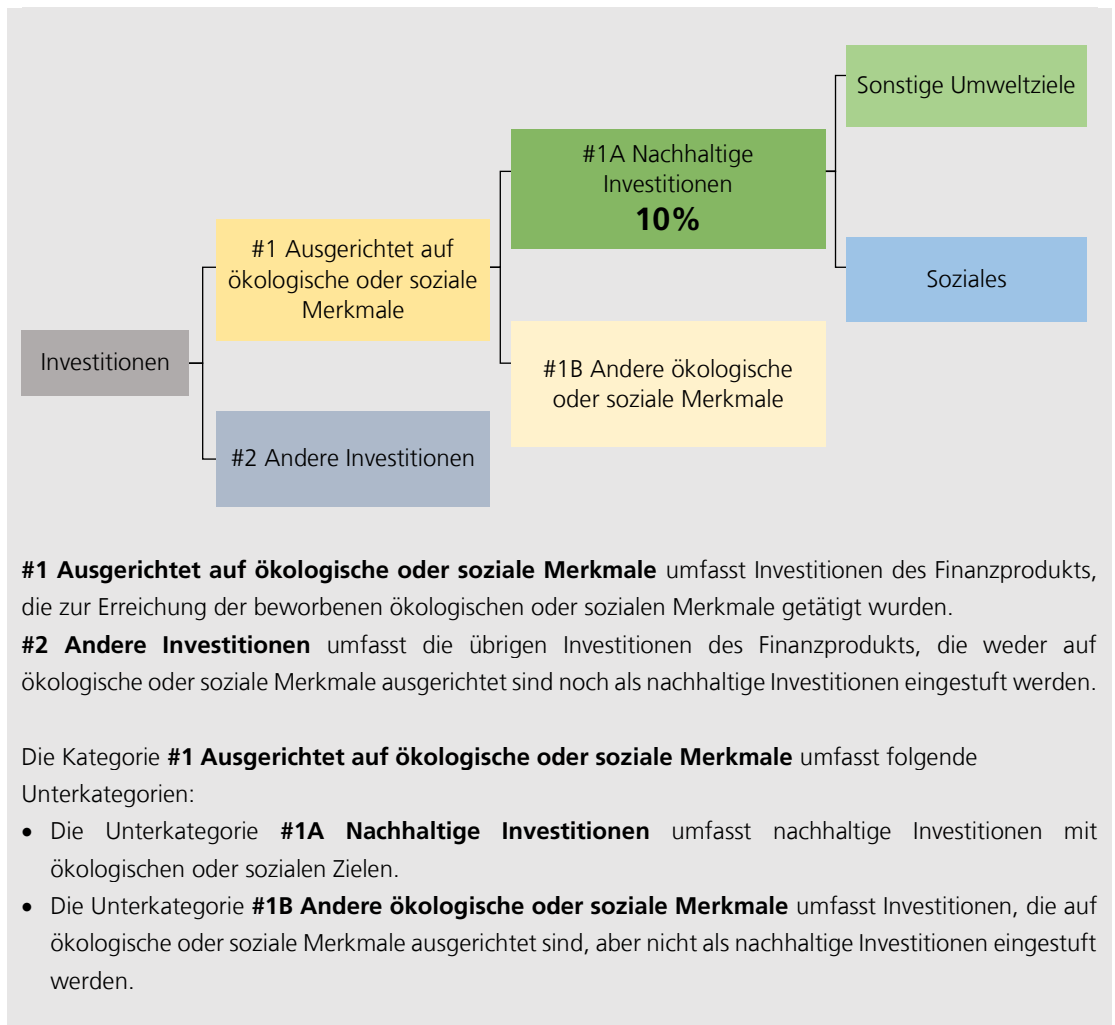 Sonstige Umweltziele
#1A Nachhaltige
Investitionen
10%
#1 Ausgerichtet auf
ökologische oder soziale
Merkmale
Soziales
Investitionen
#1B Andere ökologische
oder soziale Merkmale
#2 Andere Investitionen
#1 Ausgerichtet auf ökologische oder soziale Merkmale umfasst Investitionen des Finanzprodukts,
die zur Erreichung der beworbenen ökologischen oder sozialen Merkmale getätigt wurden.
#2 Andere Investitionen umfasst die übrigen Investitionen des Finanzprodukts, die weder auf
ökologische oder soziale Merkmale ausgerichtet sind noch als nachhaltige Investitionen eingestuft werden.
Die Kategorie #1 Ausgerichtet auf ökologische oder soziale Merkmale umfasst folgende
Unterkategorien:
• Die Unterkategorie #1A Nachhaltige Investitionen umfasst nachhaltige Investitionen mit
ökologischen oder sozialen Zielen.
• Die Unterkategorie #1B Andere ökologische oder soziale Merkmale umfasst Investitionen, die auf
ökologische oder soziale Merkmale ausgerichtet sind, aber nicht als nachhaltige Investitionen eingestuft
werden.